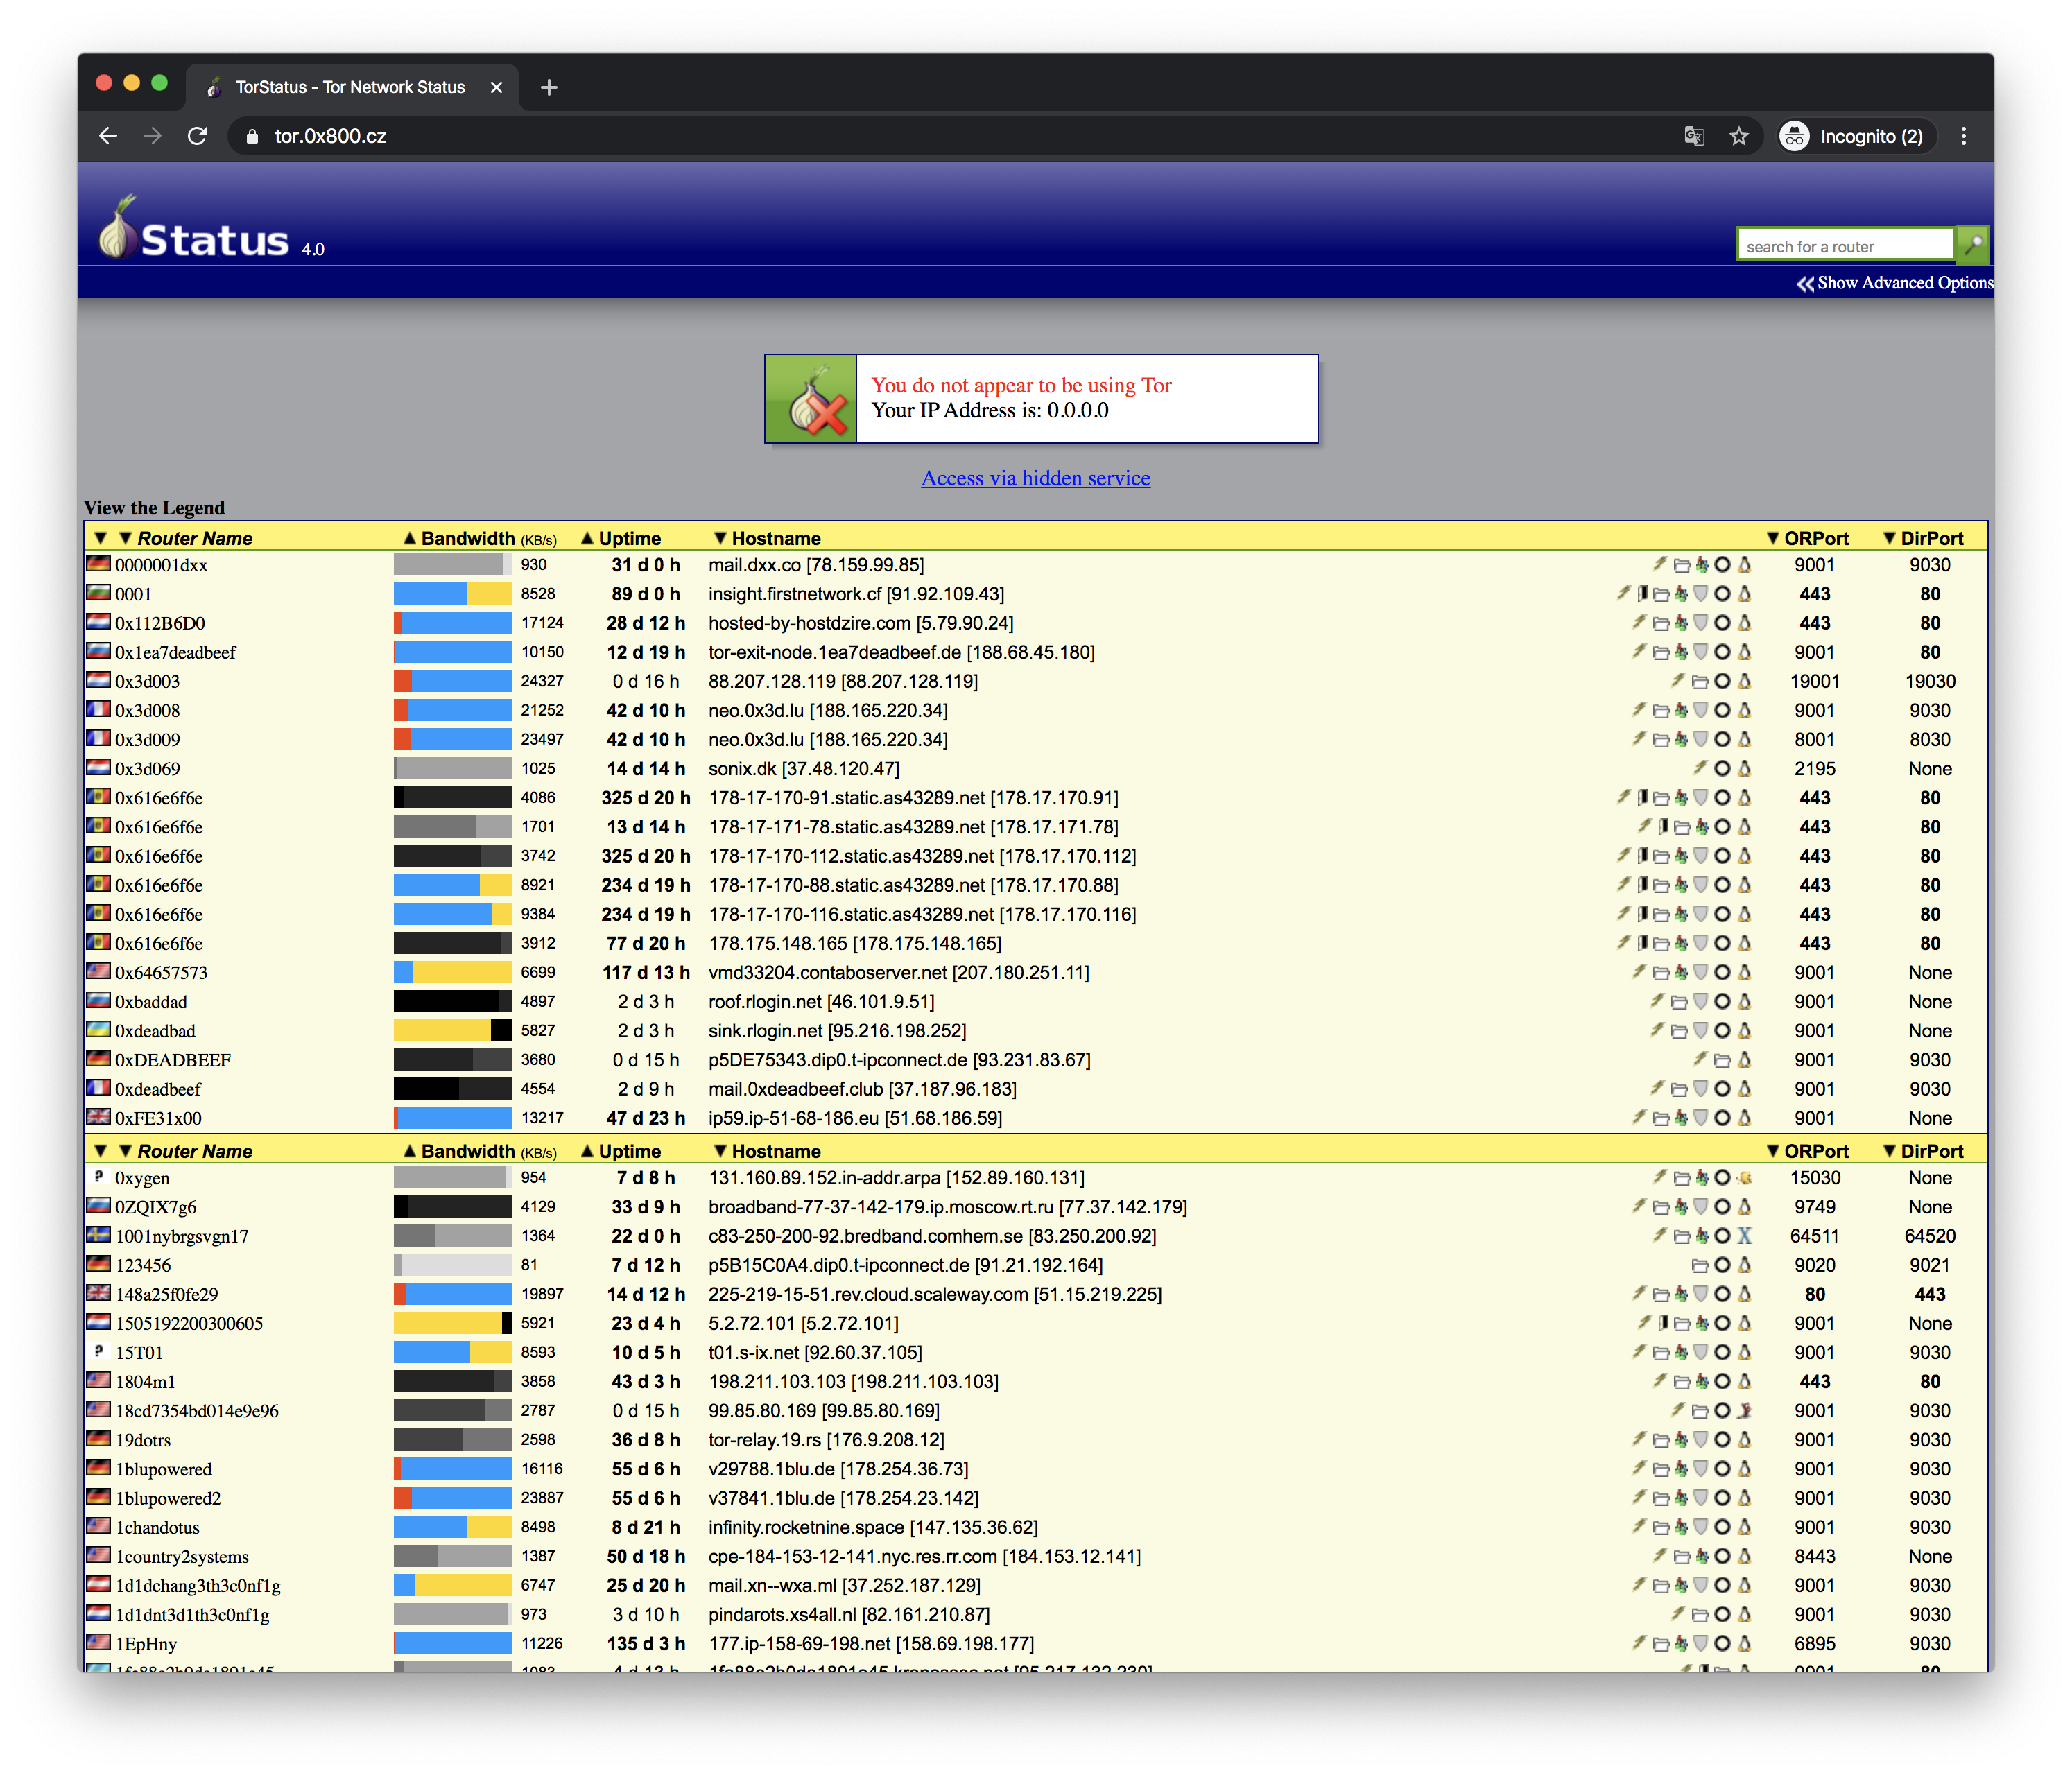 TorStatus - Tor Network Status
tor.0x800.cz
Incognito (2)
Status 4.0
search for a router
Show Advanced Options
You do not appear to be using Tor
Your IP Address is: 0.0.0.0
Access via hidden service
View the Legend
▼ ▼ Router Name ▲ Bandwidth (KB/s) ▲ Uptime ▼ Hostname ▼ ORPort ▼ DirPort
0000001dxx 930 31 d 0 h mail.dxx.co [78.159.99.85] 9001 9030
0001 8528 89 d 0 h insight.firstnetwork.cf [91.92.109.43] 443 80
0x112B6D0 17124 28 d 12 h hosted-by-hostdzire.com [5.79.90.24] 443 80
0x1ea7deadbeef 10150 12 d 19 h tor-exit-node.1ea7deadbeef.de [188.68.45.180] 9001 80
0x3d003 24327 0 d 16 h 88.207.128.119 [88.207.128.119] 19001 19030
0x3d008 21252 42 d 10 h neo.0x3d.lu [188.165.220.34] 9001 9030
0x3d009 23497 42 d 10 h neo.0x3d.lu [188.165.220.34] 8001 8030
0x3d069 1025 14 d 14 h sonix.dk [37.48.120.47] 2195 None
0x616e6f6e 4086 325 d 20 h 178-17-170-91.static.as43289.net [178.17.170.91] 443 80
0x616e6f6e 1701 13 d 14 h 178-17-171-78.static.as43289.net [178.17.171.78] 443 80
0x616e6f6e 3742 325 d 20 h 178-17-170-112.static.as43289.net [178.17.170.112] 443 80
0x616e6f6e 8921 234 d 19 h 178-17-170-88.static.as43289.net [178.17.170.88] 443 80
0x616e6f6e 9384 234 d 19 h 178-17-170-116.static.as43289.net [178.17.170.116] 443 80
0x616e6f6e 3912 77 d 20 h 178.175.148.165 [178.175.148.165] 443 80
0x64657573 6699 117 d 13 h vmd33204.contaboserver.net [207.180.251.11] 9001 None
0xbaddad 4897 2 d 3 h roof.rlogin.net [46.101.9.51] 9001 None
0xdeadbad 5827 2 d 3 h sink.rlogin.net [95.216.198.252] 9001 None
0xDEADBEEF 3680 0 d 15 h p5DE75343.dip0.t-ipconnect.de [93.231.83.67] 9001 9030
0xdeadbeef 4554 2 d 9 h mail.0xdeadbeef.club [37.187.96.183] 9001 9030
0xFE31x00 13217 47 d 23 h ip59.ip-51-68-186.eu [51.68.186.59] 9001 None
▼ ▼ Router Name ▲ Bandwidth (KB/s) ▲ Uptime ▼ Hostname ▼ ORPort ▼ DirPort
? 0xygen 954 7 d 8 h 131.160.89.152.in-addr.arpa [152.89.160.131] 15030 None
0ZQIX7g6 4129 33 d 9 h broadband-77-37-142-179.ip.moscow.rt.ru [77.37.142.179] 9749 None
1001nybrgsvgn17 1364 22 d 0 h c83-250-200-92.bredband.comhem.se [83.250.200.92] X 64511 64520
123456 81 7 d 12 h p5B15C0A4.dip0.t-ipconnect.de [91.21.192.164] 9020 9021
148a25f0fe29 19897 14 d 12 h 225-219-15-51.rev.cloud.scaleway.com [51.15.219.225] 80 443
1505192200300605 5921 23 d 4 h 5.2.72.101 [5.2.72.101] 9001 None
? 15T01 8593 10 d 5 h t01.s-ix.net [92.60.37.105] 9001 9030
1804m1 3858 43 d 3 h 198.211.103.103 [198.211.103.103] 443 80
18cd7354bd014e9e96 2787 0 d 15 h 99.85.80.169 [99.85.80.169] 9001 9030
19dotrs 2598 36 d 8 h tor-relay.19.rs [176.9.208.12] 9001 9030
1blupowered 16116 55 d 6 h v29788.1blu.de [178.254.36.73] 9001 9030
1blupowered2 23887 55 d 6 h v37841.1blu.de [178.254.23.142] 9001 9030
1chandotus 8498 8 d 21 h infinity.rocketnine.space [147.135.36.62] 9001 9030
1country2systems 1387 50 d 18 h cpe-184-153-12-141.nyc.res.rr.com [184.153.12.141] 8443 None
1d1dchang3th3c0nf1g 6747 25 d 20 h mail.xn--wxa.ml [37.252.187.129] 9001 9030
1d1dnt3d1th3c0nf1g 973 3 d 10 h pindarots.xs4all.nl [82.161.210.87] 9001 9030
1EpHny 11226 135 d 3 h 177.ip-158-69-198.net [158.69.198.177] 6895 9030